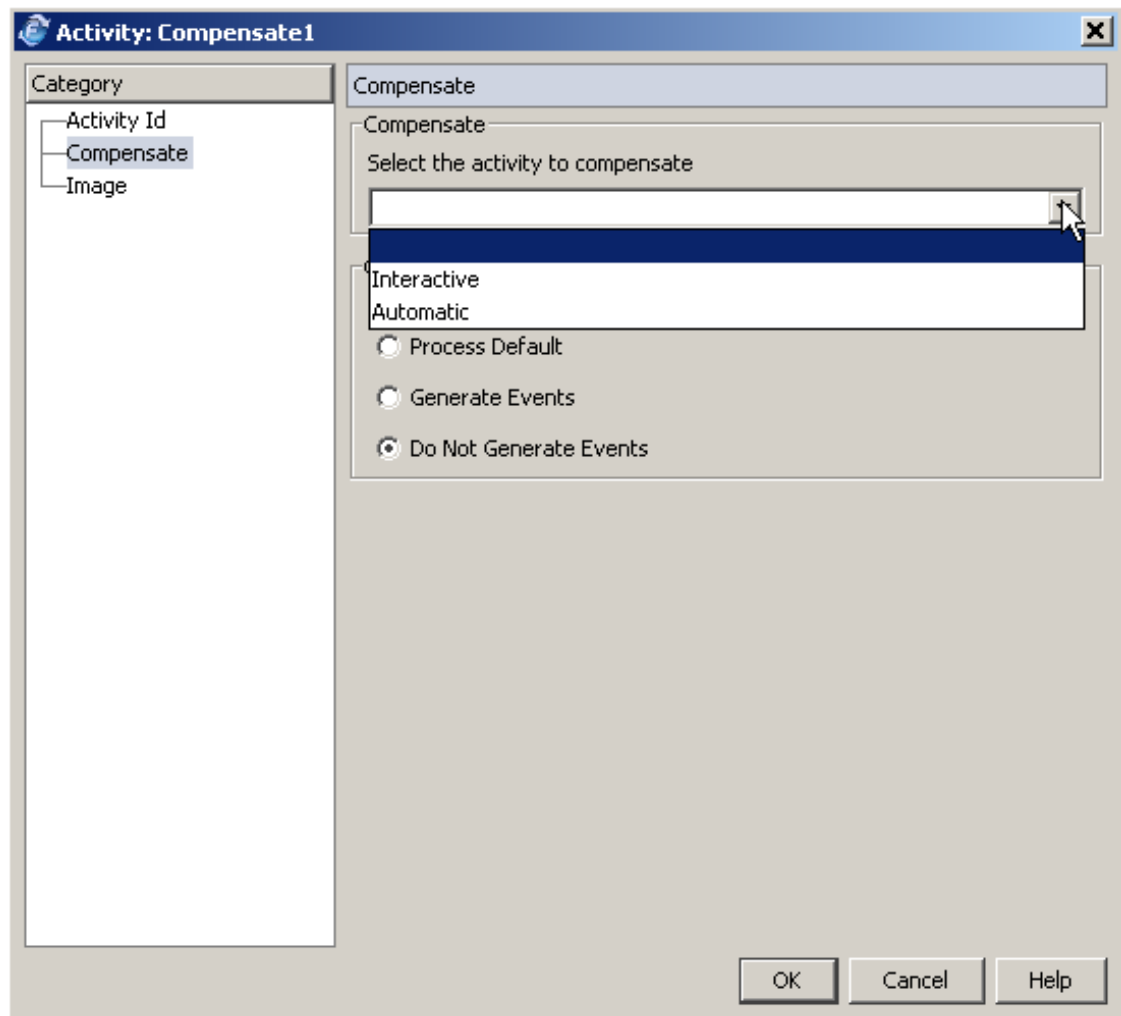 Activity: Compensate1
Category
Activity Id
Compensate
Image
Compensate
Compensate
Select the activity to compensate
Interactive
Automatic
Process Default
Generate Events
Do Not Generate Events
OK
Cancel
Help